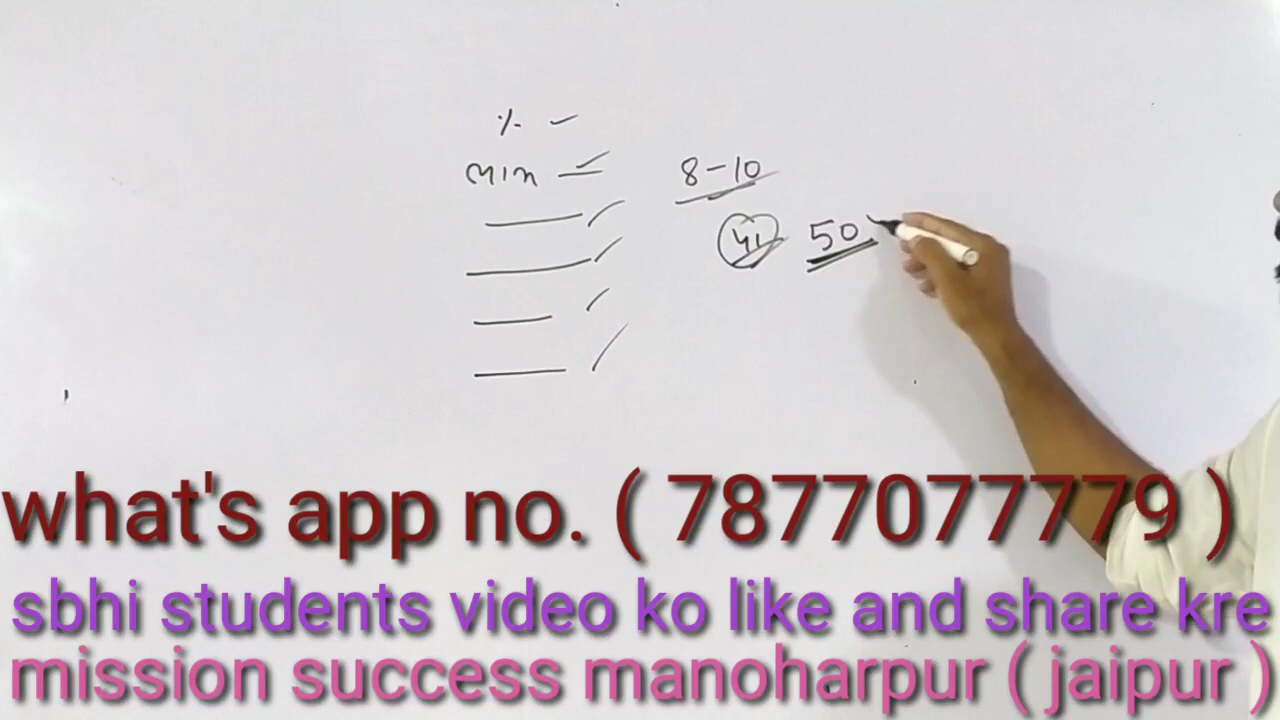 % -
min =
8-10
41 50
what's app no. ( 7877077779 )
sbhi students video ko like and share kre
mission success manoharpur ( jaipur )